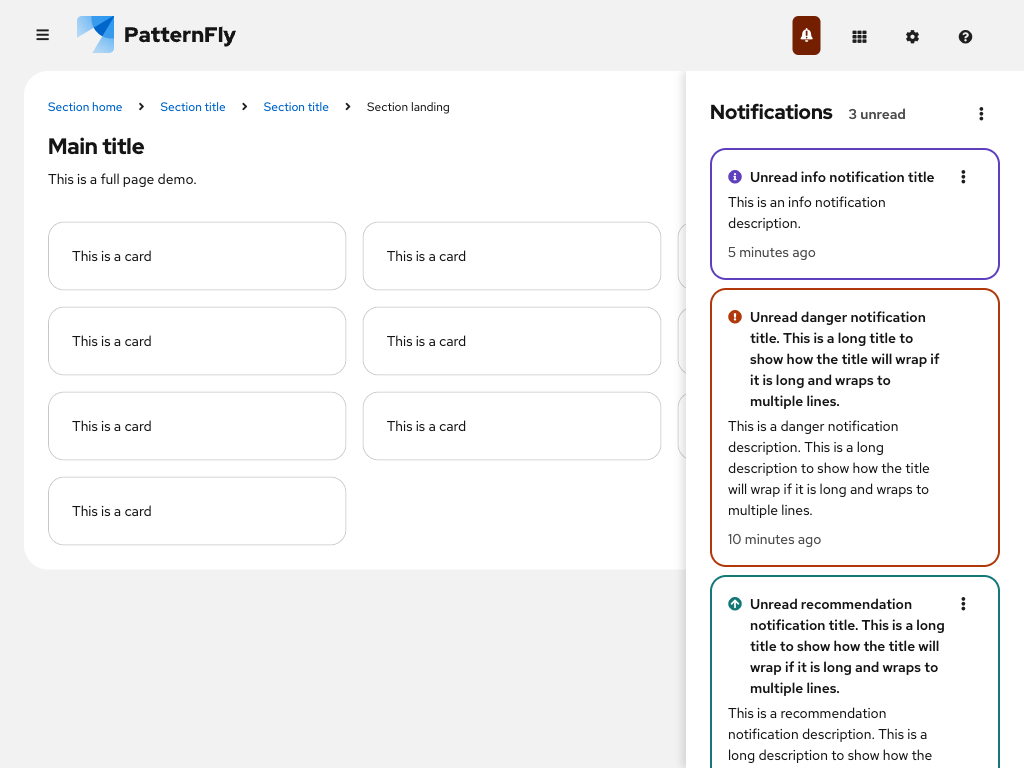 PatternFly
Section home Section title Section title Section landing
Main title
This is a full page demo.
This is a card This is a card
This is a card This is a card
This is a card This is a card
This is a card
Notifications 3 unread
Unread info notification title
This is an info notification
description.
5 minutes ago
Unread danger notification
title. This is a long title to
show how the title will wrap if
it is long and wraps to
multiple lines.
This is a danger notification
description. This is a long
description to show how the title
will wrap if it is long and wraps to
multiple lines.
10 minutes ago
Unread recommendation
notification title. This is a long
title to show how the title will
wrap if it is long and wraps to
multiple lines.
This is a recommendation
notification description. This is a
long description to show how the